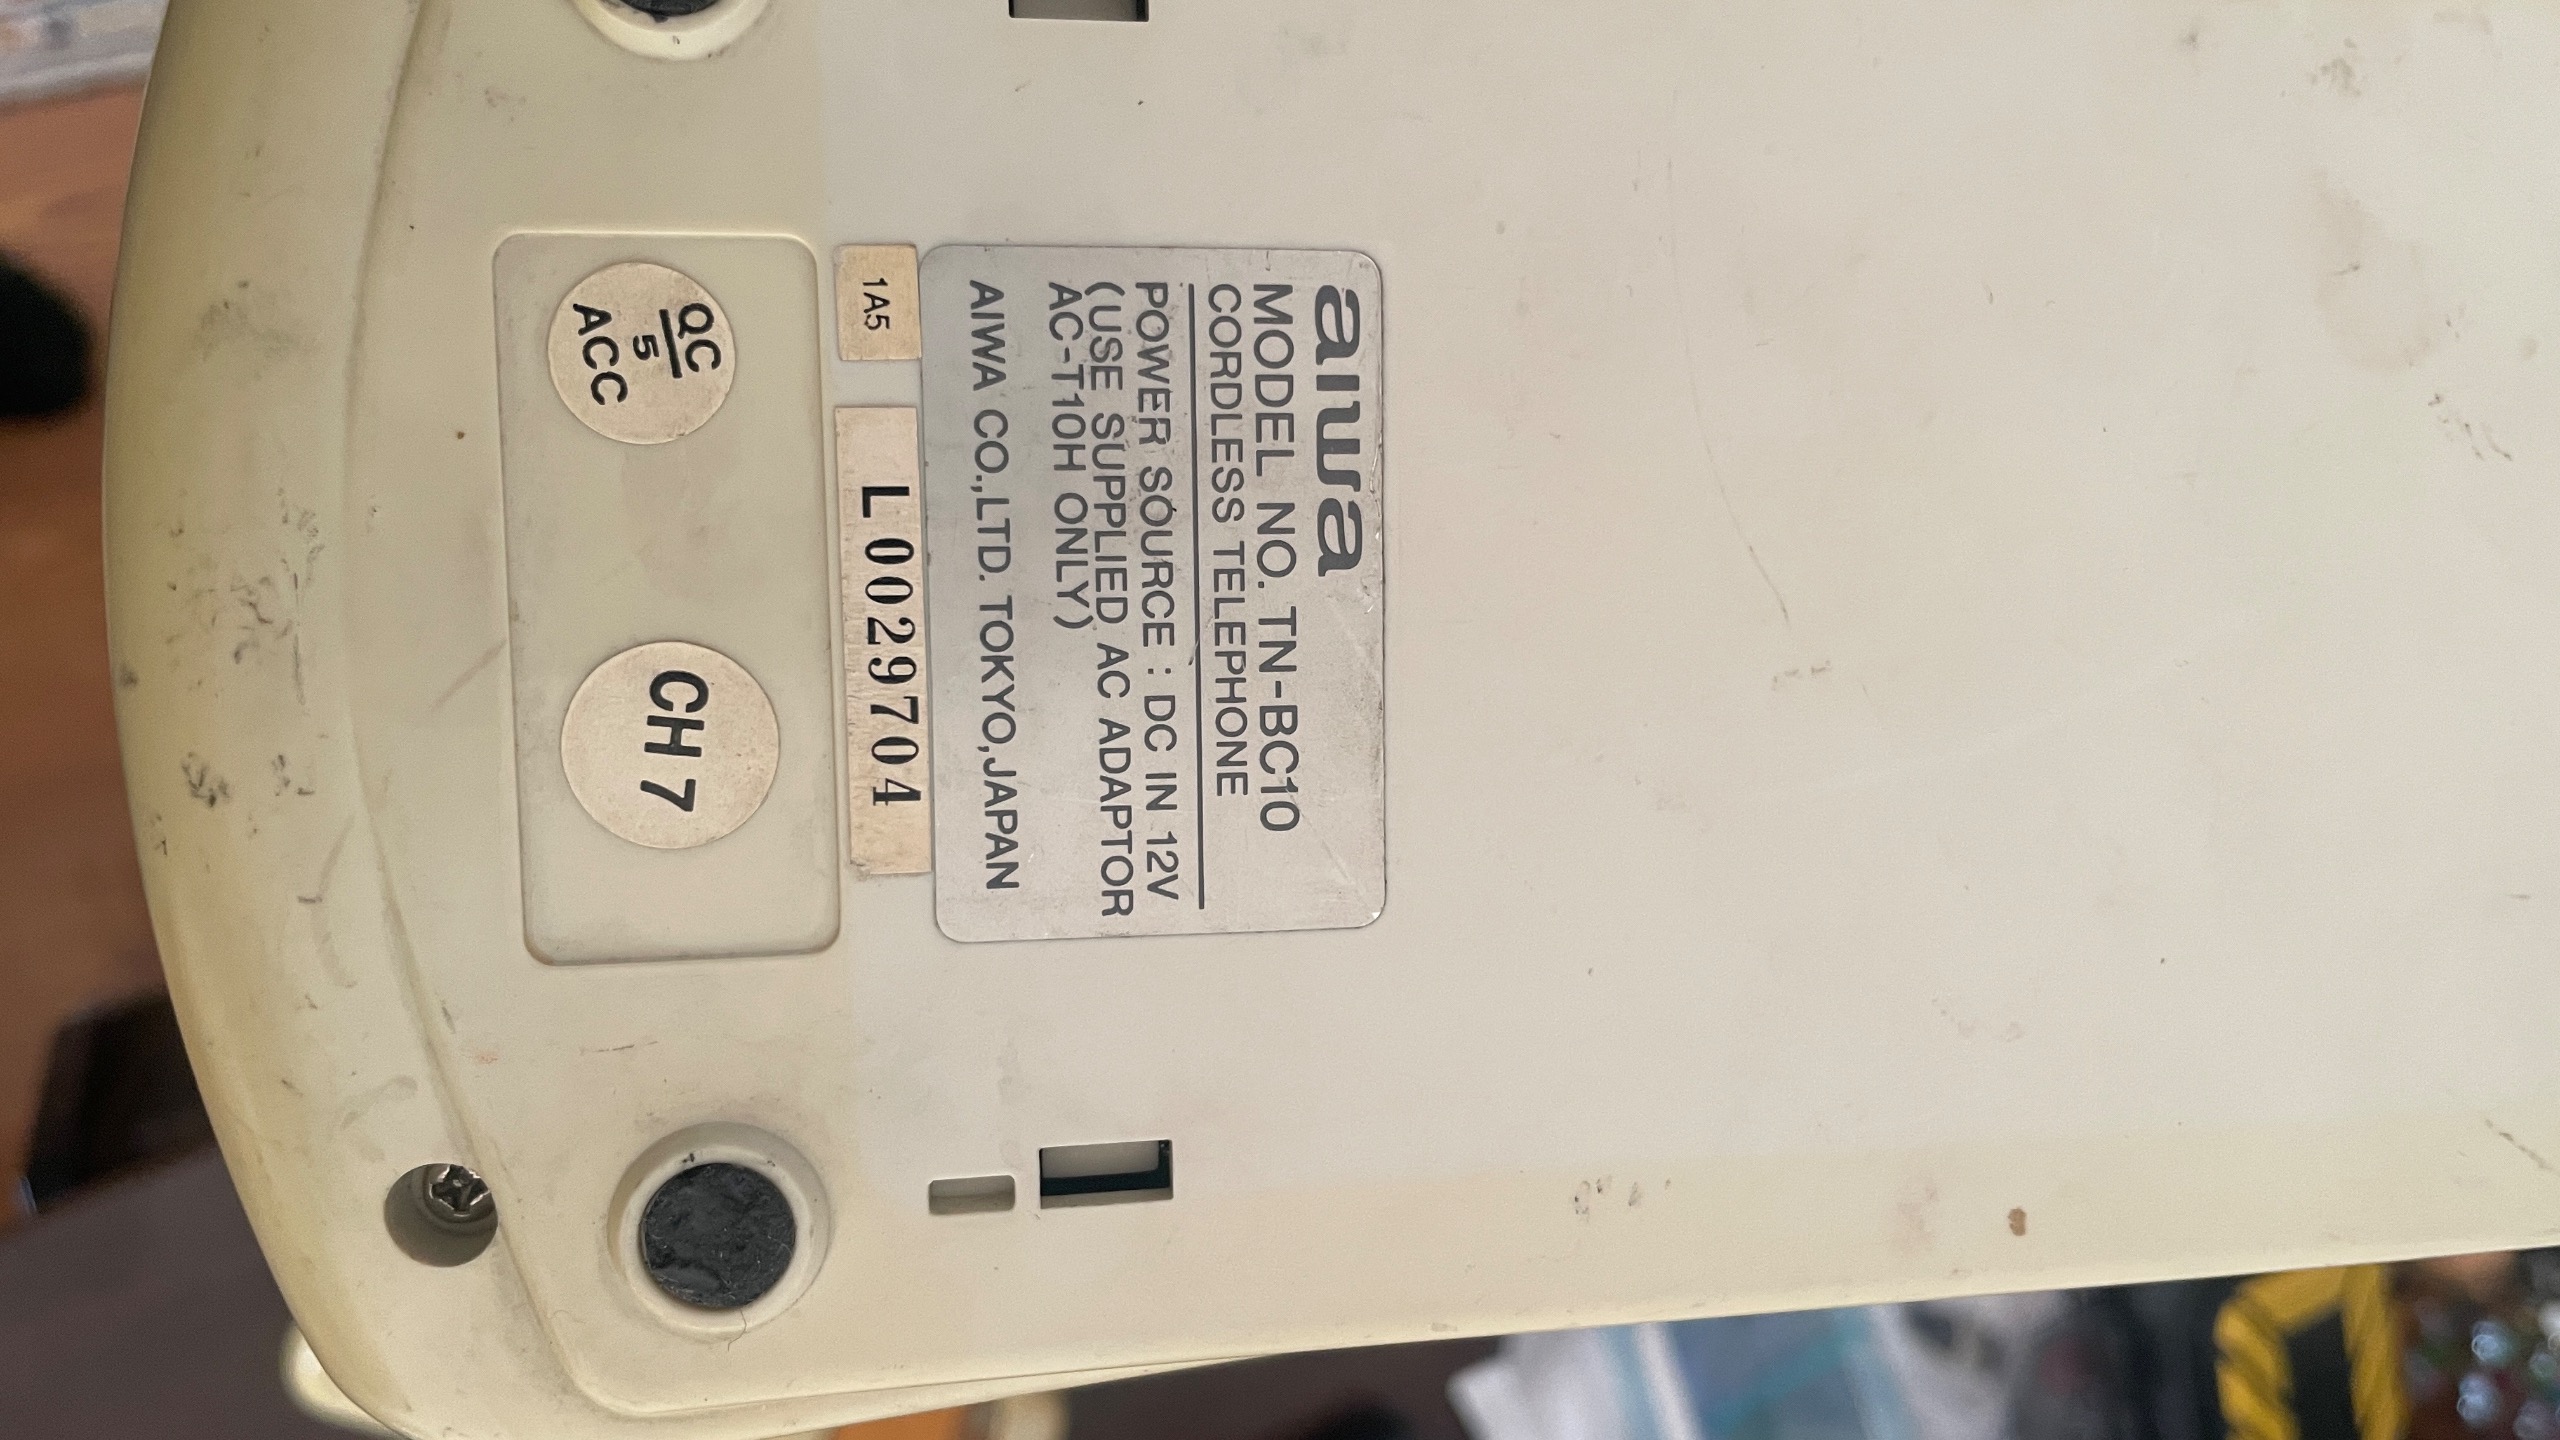 aiwa
MODEL NO. TN-BC10
CORDLESS TELEPHONE
POWER SOURCE : DC IN 12V
(USE SUPPLIED AC ADAPTOR
AC-T10H ONLY)
AIWA CO.,LTD. TOKYO,JAPAN
1A5
L0029704
QC
5
ACC
CH 7